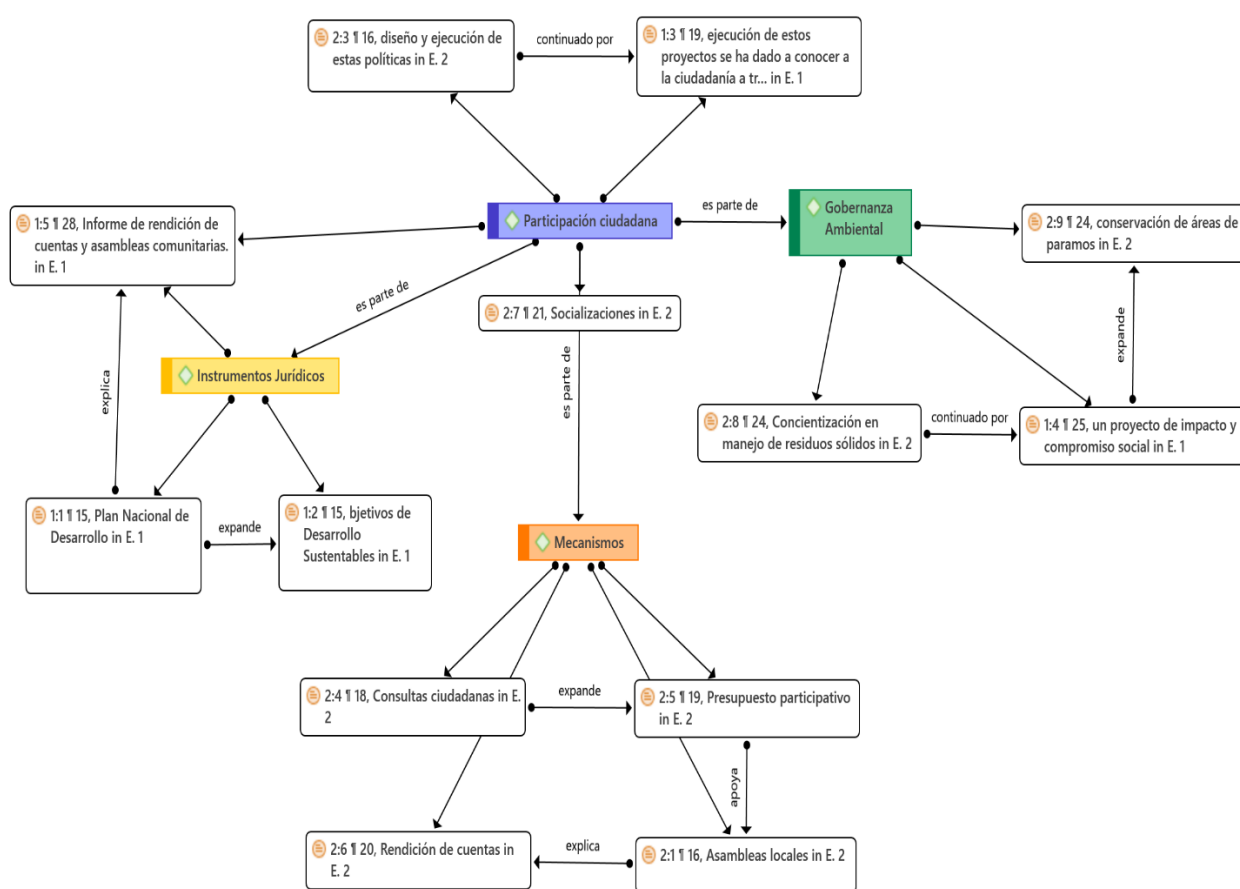 2:3 ¶ 16, diseño y ejecución de
estas políticas in E. 2
continuado por
1:3 ¶ 19, ejecución de estos
proyectos se ha dado a conocer a
la ciudadanía a tr... in E. 1
1:5 ¶ 28, Informe de rendición de
cuentas y asambleas comunitarias.
in E. 1
Participación ciudadana
es parte de
Gobernanza
Ambiental
2:9 ¶ 24, conservación de áreas de
paramos in E. 2
es parte de
2:7 ¶ 21, Socializaciones in E. 2
explica
Instrumentos Jurídicos
es parte de
expande
2:8 ¶ 24, Concientización en
manejo de residuos sólidos in E. 2
continuado por
1:4 ¶ 25, un proyecto de impacto y
compromiso social in E. 1
1:1 ¶ 15, Plan Nacional de
Desarrollo in E. 1
expande
1:2 ¶ 15, bjetivos de
Desarrollo
Sustentables in E. 1
Mecanismos
2:4 ¶ 18, Consultas ciudadanas in E.
2
expande
2:5 ¶ 19, Presupuesto participativo
in E. 2
apoya
2:6 ¶ 20, Rendición de cuentas in
E. 2
explica
2:1 ¶ 16, Asambleas locales in E. 2